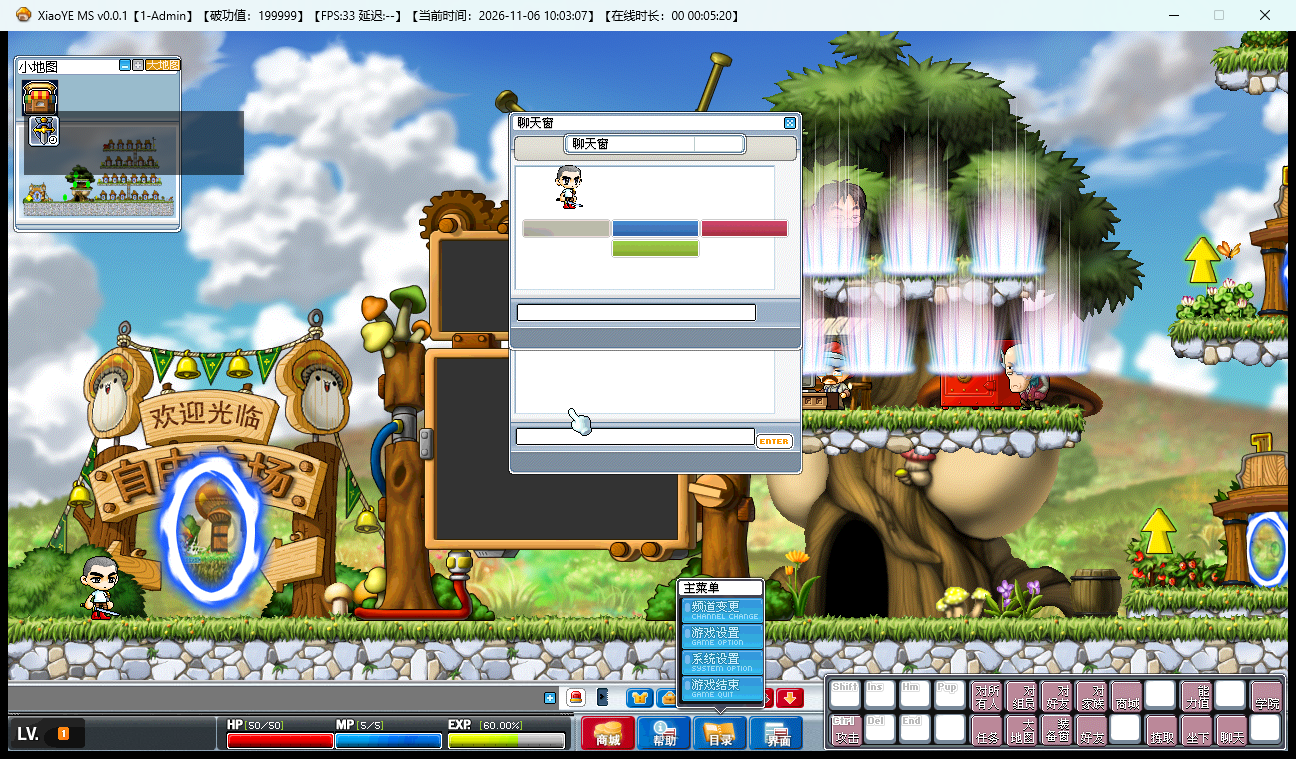 XiaoYE MS v0.0.1【1-Admin】【破功值：199999】【FPS:33 延迟:--】【当前时间：2026-11-06 10:03:07】【在线时长：00 00:05:20】
小地图 大地图
聊天窗
聊天窗
欢迎光临
自由市场
ENTER
主菜单
频道变更
CHANNEL CHANGE
游戏设置
GAME OPTION
系统设置
SYSTEM OPTION
游戏结束
GAME QUIT
LV. 1
HP[50/50] MP[5/5] EXP.[60.00%]
商城 帮助 目录 界面
Shift Ins Hm Pup 对所有人 对组员 对好友 对家族 商城 能力值 学院
Ctrl 攻击 Del End 任务 大地图 装备窗 好友 拣取 坐下 聊天